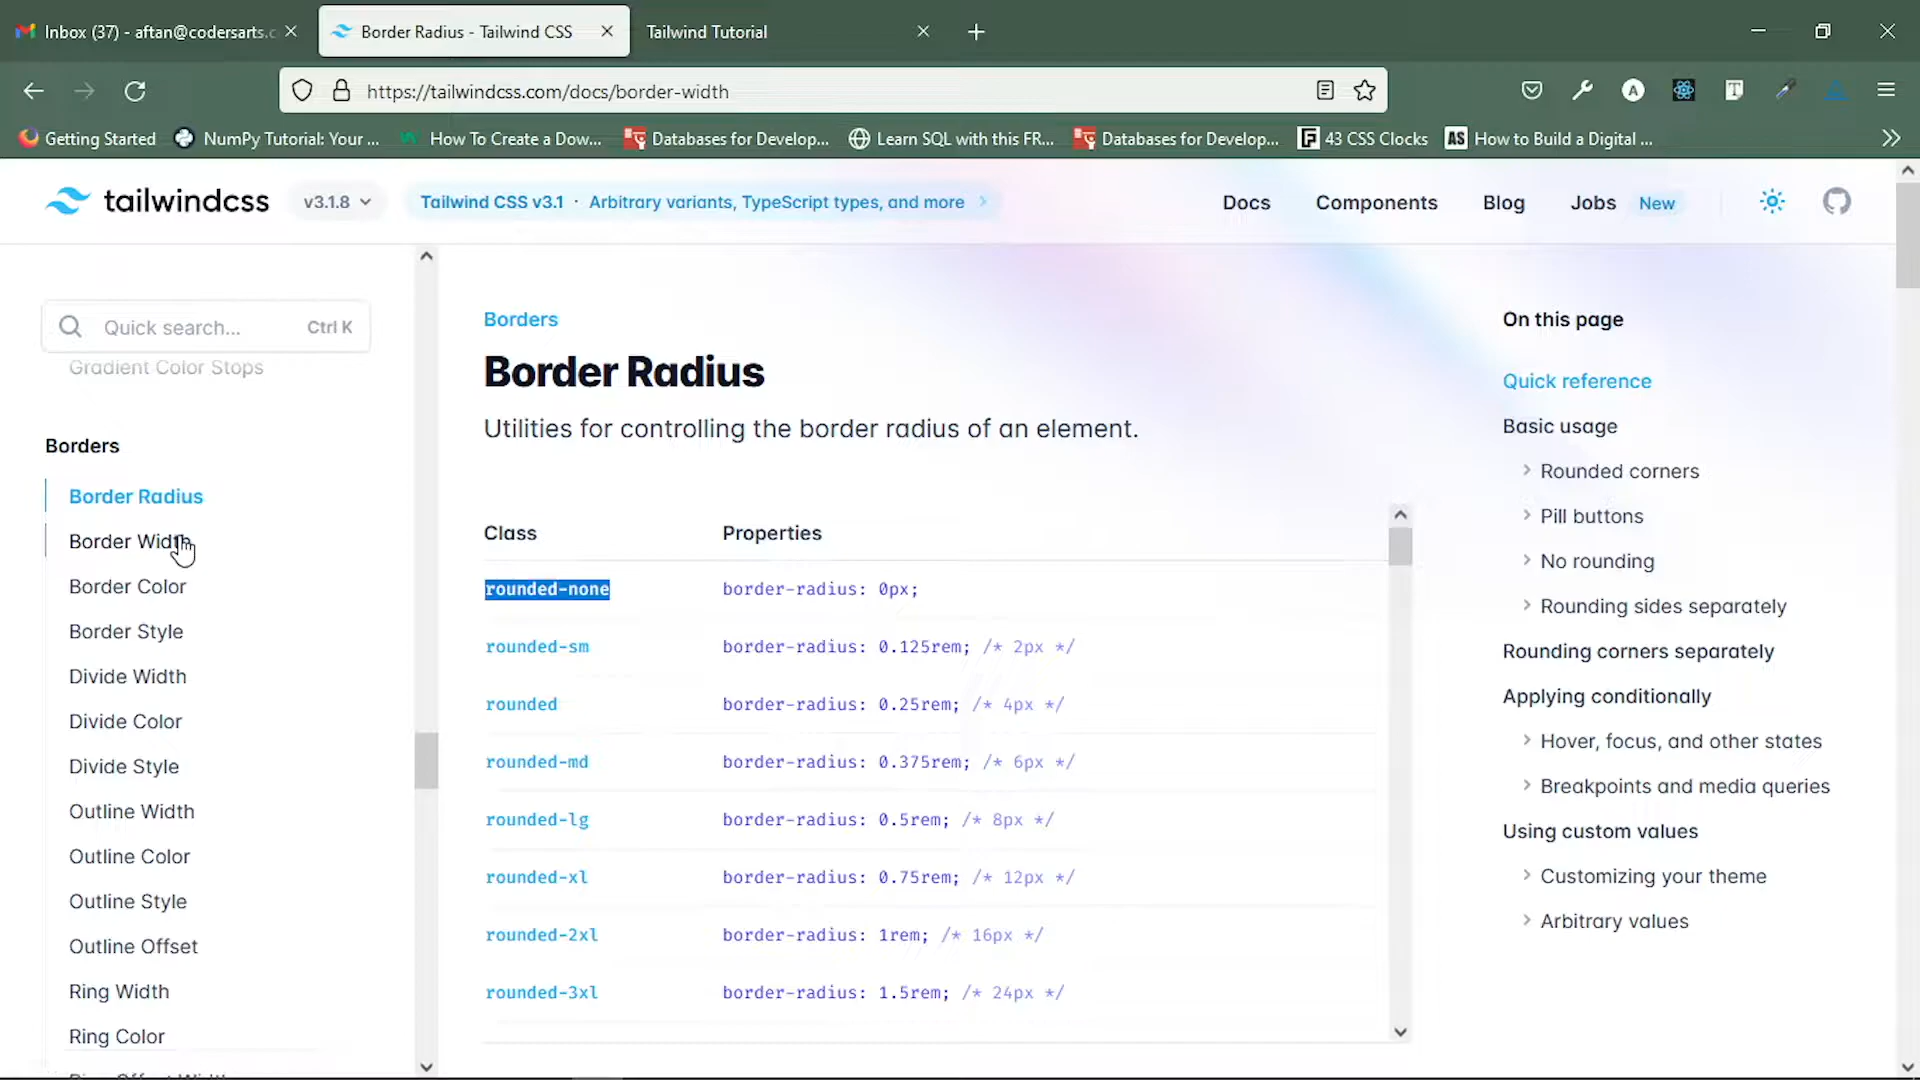 Inbox (37) - aftan@codersarts.c
Border Radius - Tailwind CSS
Tailwind Tutorial
https://tailwindcss.com/docs/border-width
Getting Started
NumPy Tutorial: Your ...
How To Create a Dow...
Databases for Develop...
Learn SQL with this FR...
Databases for Develop...
43 CSS Clocks
AS How to Build a Digital ...
tailwindcss
v3.1.8
Tailwind CSS v3.1 · Arbitrary variants, TypeScript types, and more
Docs
Components
Blog
Jobs New
Quick search... Ctrl K
Gradient Color Stops
Borders
Border Radius
Border Width
Border Color
Border Style
Divide Width
Divide Color
Divide Style
Outline Width
Outline Color
Outline Style
Outline Offset
Ring Width
Ring Color
Borders
Border Radius
Utilities for controlling the border radius of an element.
Class Properties
rounded-none border-radius: 0px;
rounded-sm border-radius: 0.125rem; /* 2px */
rounded border-radius: 0.25rem; /* 4px */
rounded-md border-radius: 0.375rem; /* 6px */
rounded-lg border-radius: 0.5rem; /* 8px */
rounded-xl border-radius: 0.75rem; /* 12px */
rounded-2xl border-radius: 1rem; /* 16px */
rounded-3xl border-radius: 1.5rem; /* 24px */
On this page
Quick reference
Basic usage
Rounded corners
Pill buttons
No rounding
Rounding sides separately
Rounding corners separately
Applying conditionally
Hover, focus, and other states
Breakpoints and media queries
Using custom values
Customizing your theme
Arbitrary values